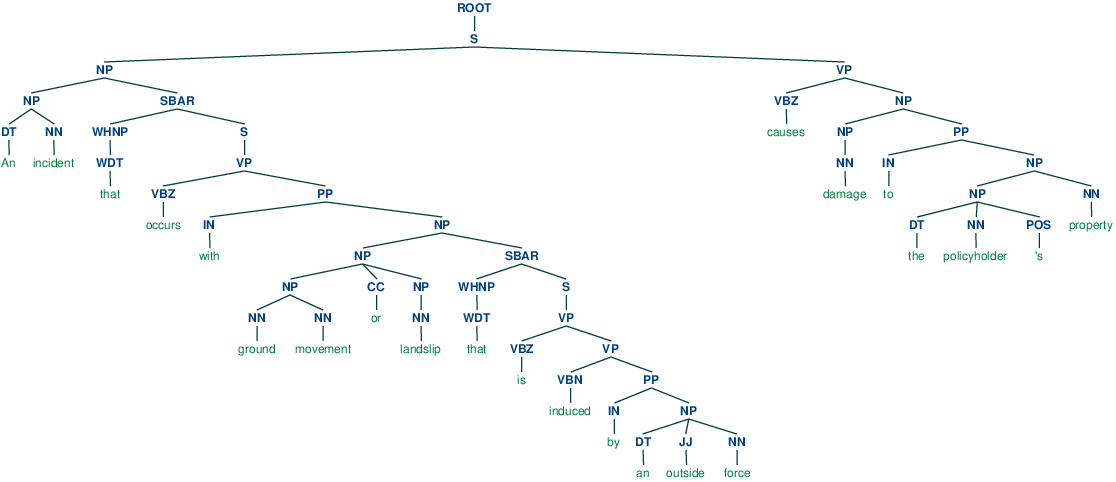 ROOT
S
NP VP
NP SBAR VBZ NP
DT NN WHNP S causes NP PP
An incident WDT VP NN IN NP
that VBZ PP damage to NP NN
occurs IN NP DT NN POS property
with NP SBAR the policyholder 's
NP CC NP WHNP S
NN NN or NN WDT VP
ground movement landslip that VBZ VP
is VBN PP
induced IN NP
by DT JJ NN
an outside force